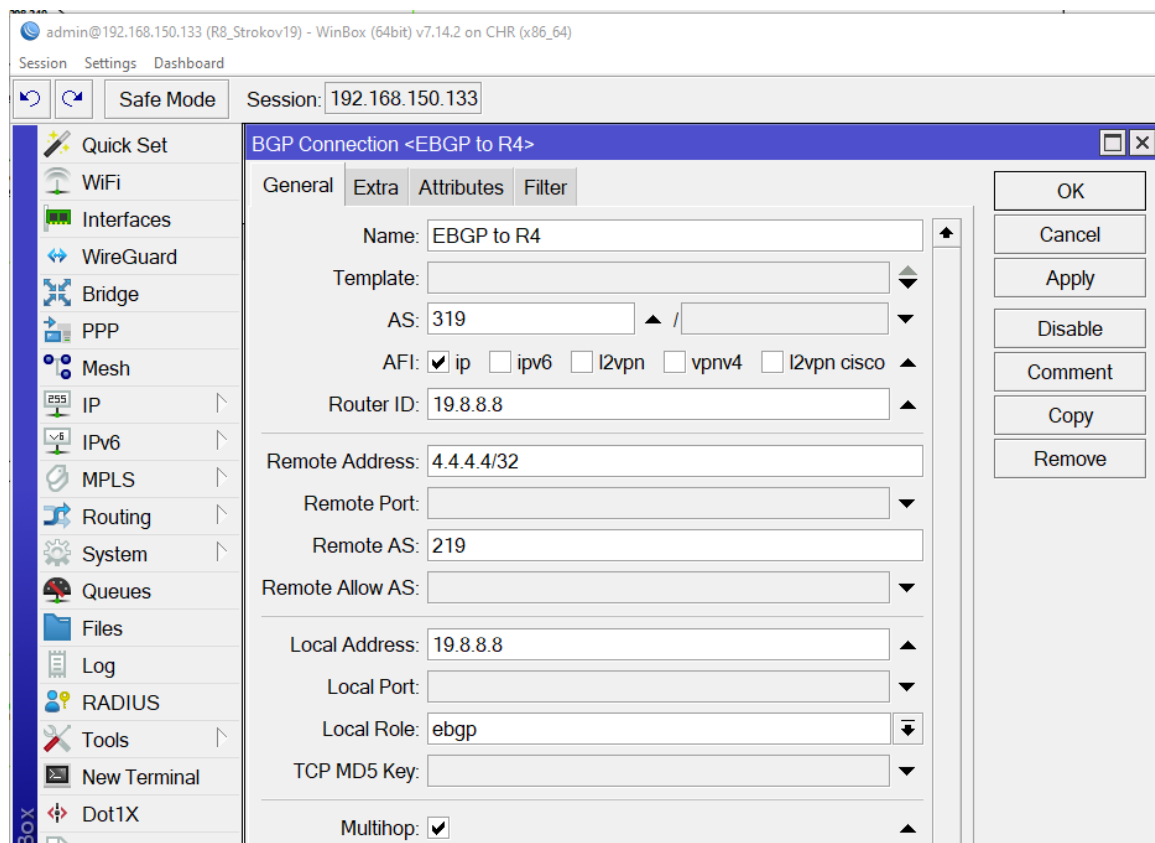 admin@192.168.150.133 (R8_Strokov19) - WinBox (64bit) v7.14.2 on CHR (x86_64)
Session Settings Dashboard
Safe Mode Session: 192.168.150.133
Quick Set
WiFi
Interfaces
WireGuard
Bridge
PPP
Mesh
255
IP
v6
IPv6
MPLS
Routing
System
Queues
Files
Log
RADIUS
Tools
New Terminal
Dot1X
Box
BGP Connection <EBGP to R4>
General Extra Attributes Filter
Name: EBGP to R4
Template:
AS: 319 /
AFI: ip ipv6 l2vpn vpnv4 l2vpn cisco
Router ID: 19.8.8.8
Remote Address: 4.4.4.4/32
Remote Port:
Remote AS: 219
Remote Allow AS:
Local Address: 19.8.8.8
Local Port:
Local Role: ebgp
TCP MD5 Key:
Multihop:
OK
Cancel
Apply
Disable
Comment
Copy
Remove